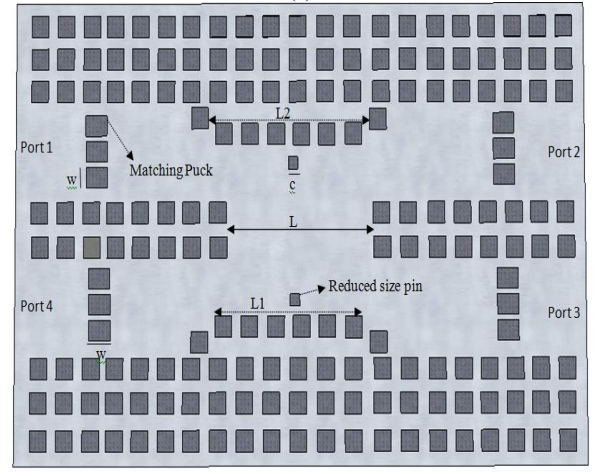 L2
Port 1
Port 2
Matching Puck
w
c
L
Reduced size pin
L1
Port 4
Port 3
w